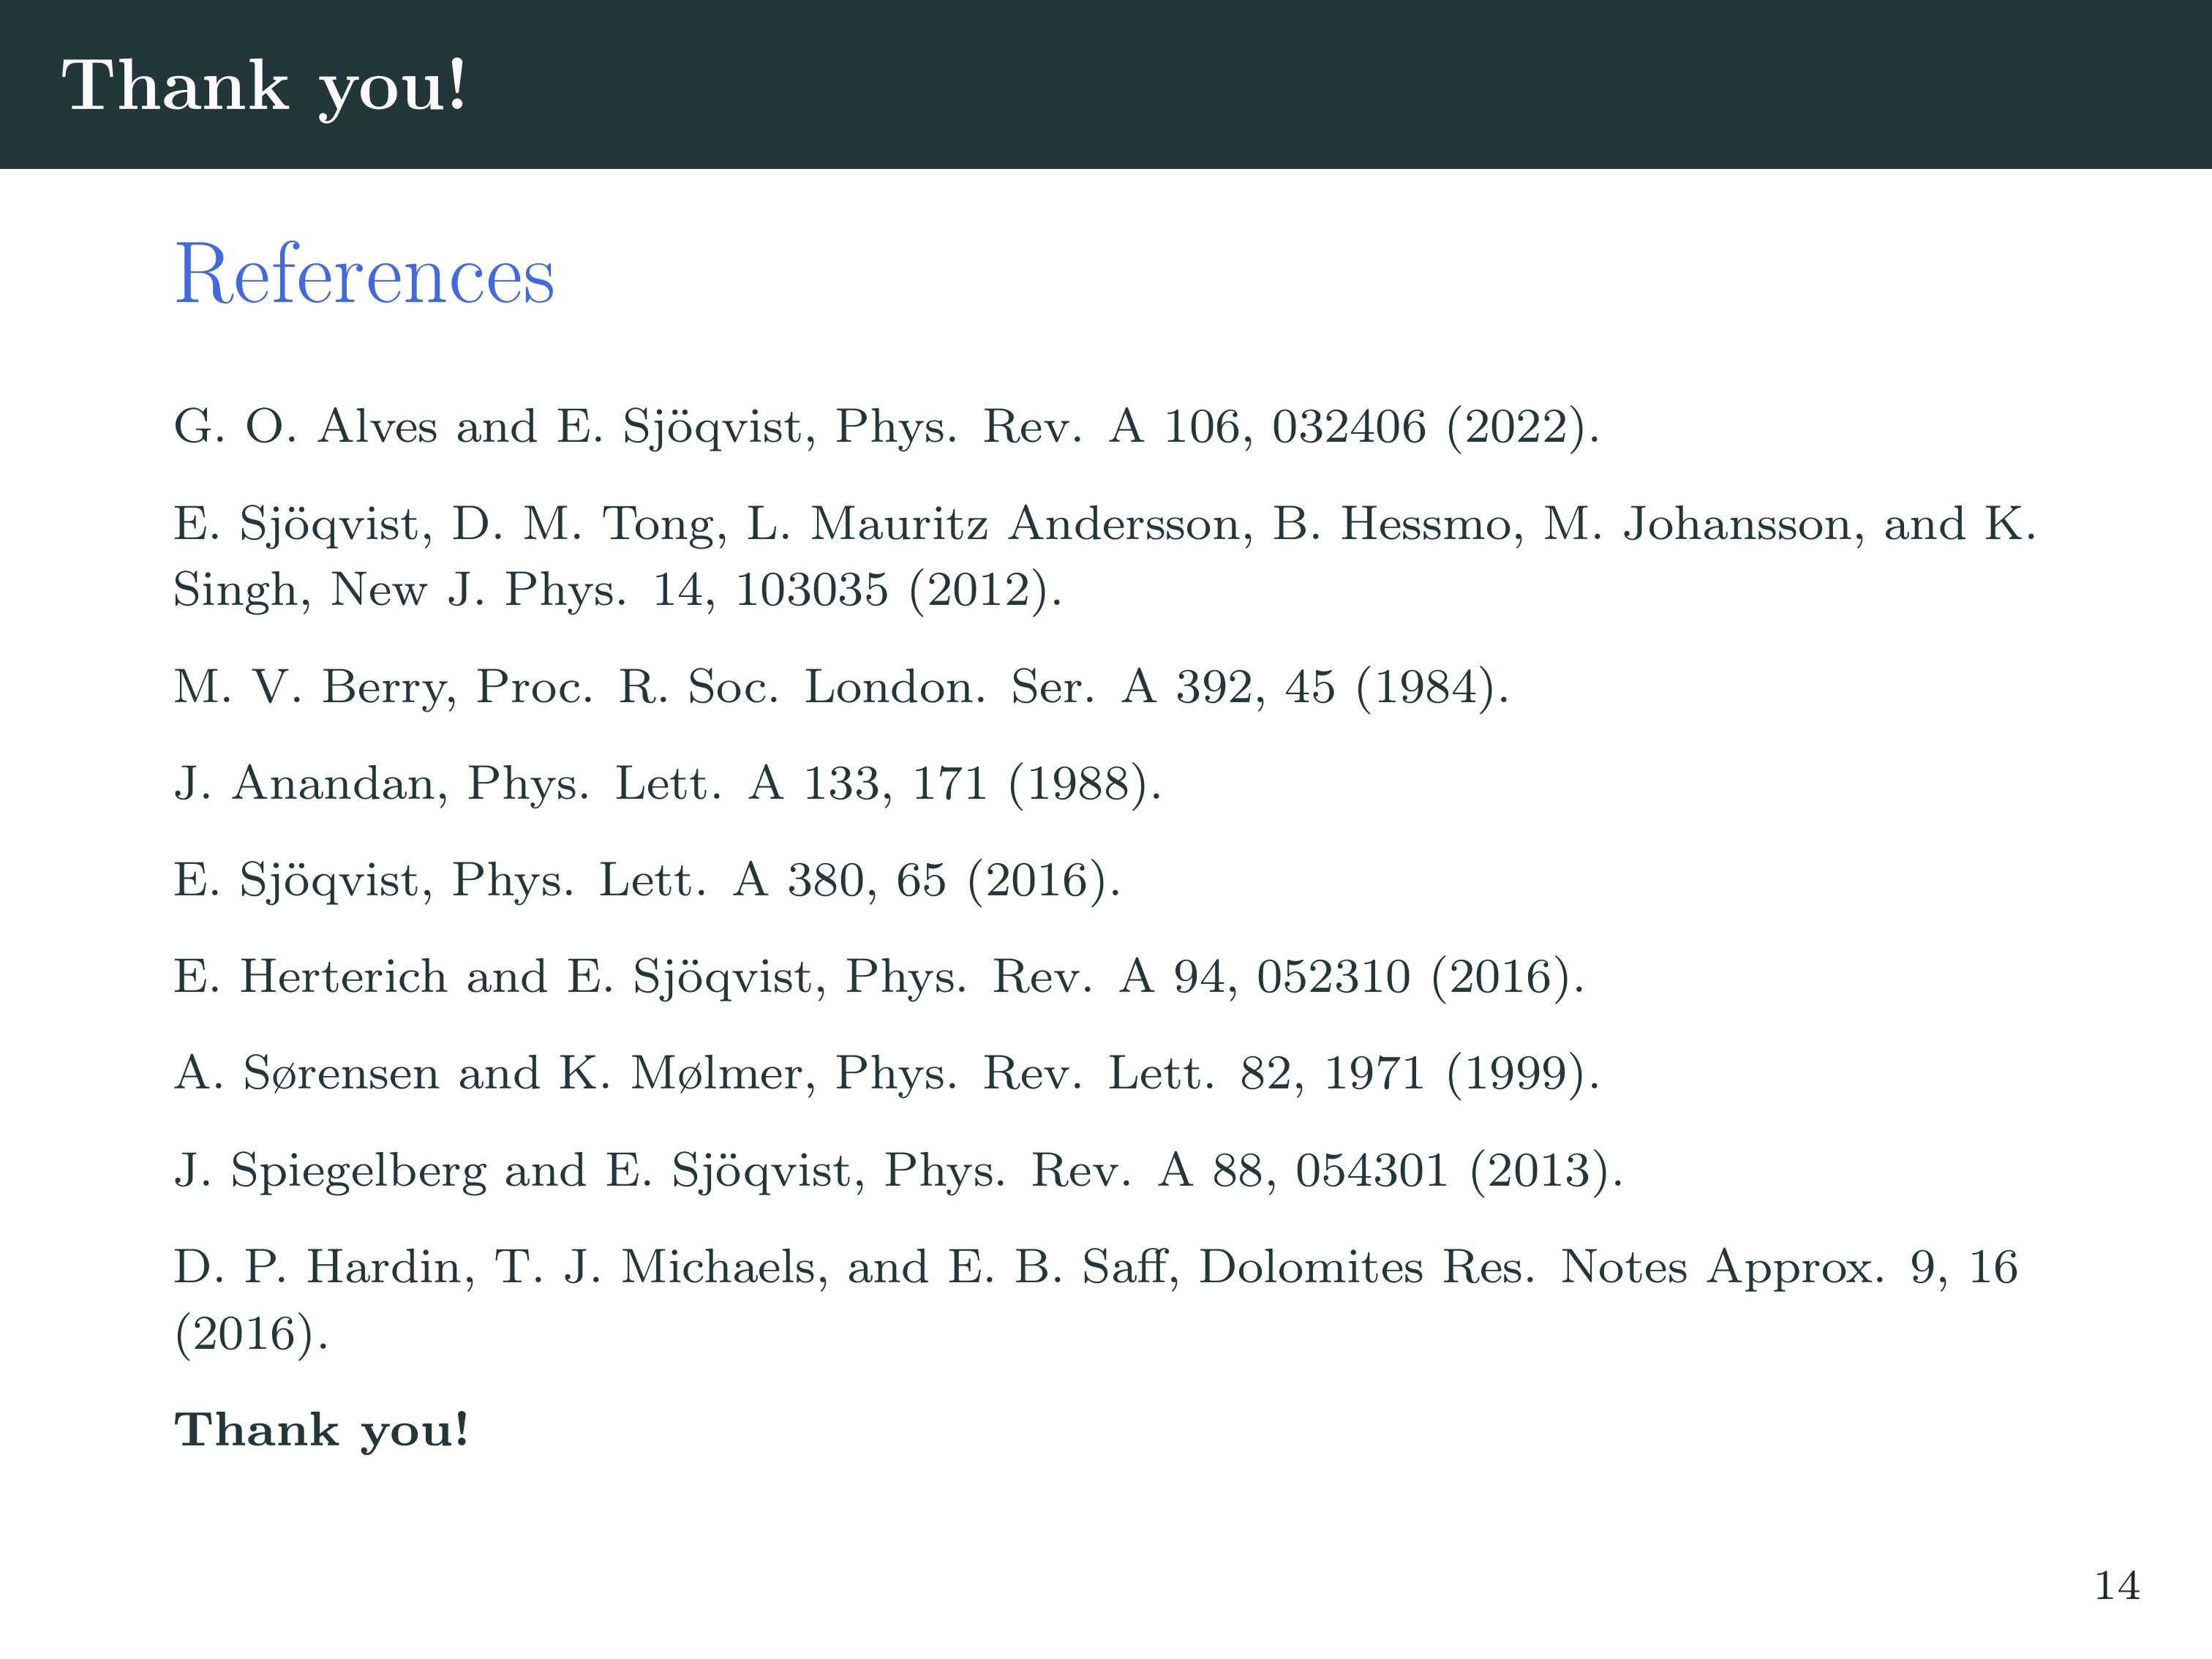 Thank you!
References
G. O. Alves and E. Sjöqvist, Phys. Rev. A 106, 032406 (2022).
E. Sjöqvist, D. M. Tong, L. Mauritz Andersson, B. Hessmo, M. Johansson, and K.
Singh, New J. Phys. 14, 103035 (2012).
M. V. Berry, Proc. R. Soc. London. Ser. A 392, 45 (1984).
J. Anandan, Phys. Lett. A 133, 171 (1988).
E. Sjöqvist, Phys. Lett. A 380, 65 (2016).
E. Herterich and E. Sjöqvist, Phys. Rev. A 94, 052310 (2016).
A. Sørensen and K. Mølmer, Phys. Rev. Lett. 82, 1971 (1999).
J. Spiegelberg and E. Sjöqvist, Phys. Rev. A 88, 054301 (2013).
D. P. Hardin, T. J. Michaels, and E. B. Saff, Dolomites Res. Notes Approx. 9, 16
(2016).
Thank you!
14